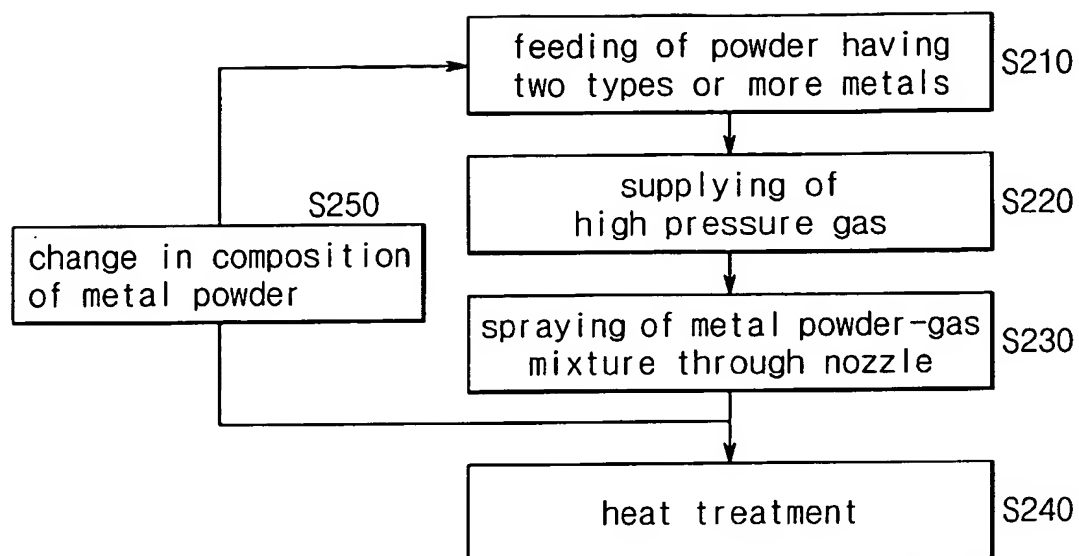 feeding of powder having
two types or more metals
S210
supplying of
high pressure gas
S220
S250
change in composition
of metal powder
spraying of metal powder-gas
mixture through nozzle
S230
heat treatment
S240